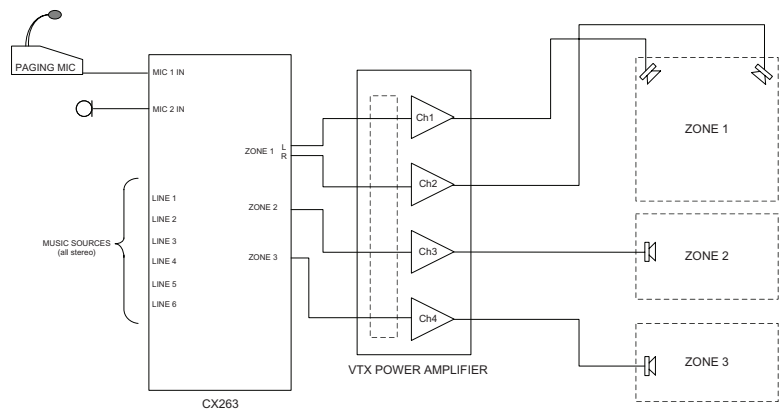 PAGING MIC
MIC 1 IN
MIC 2 IN
ZONE 1
L
R
LINE 1
LINE 2
LINE 3
LINE 4
LINE 5
LINE 6
MUSIC SOURCES
(all stereo)
ZONE 2
ZONE 3
CX263
Ch1
Ch2
Ch3
Ch4
VTX POWER AMPLIFIER
ZONE 1
ZONE 2
ZONE 3